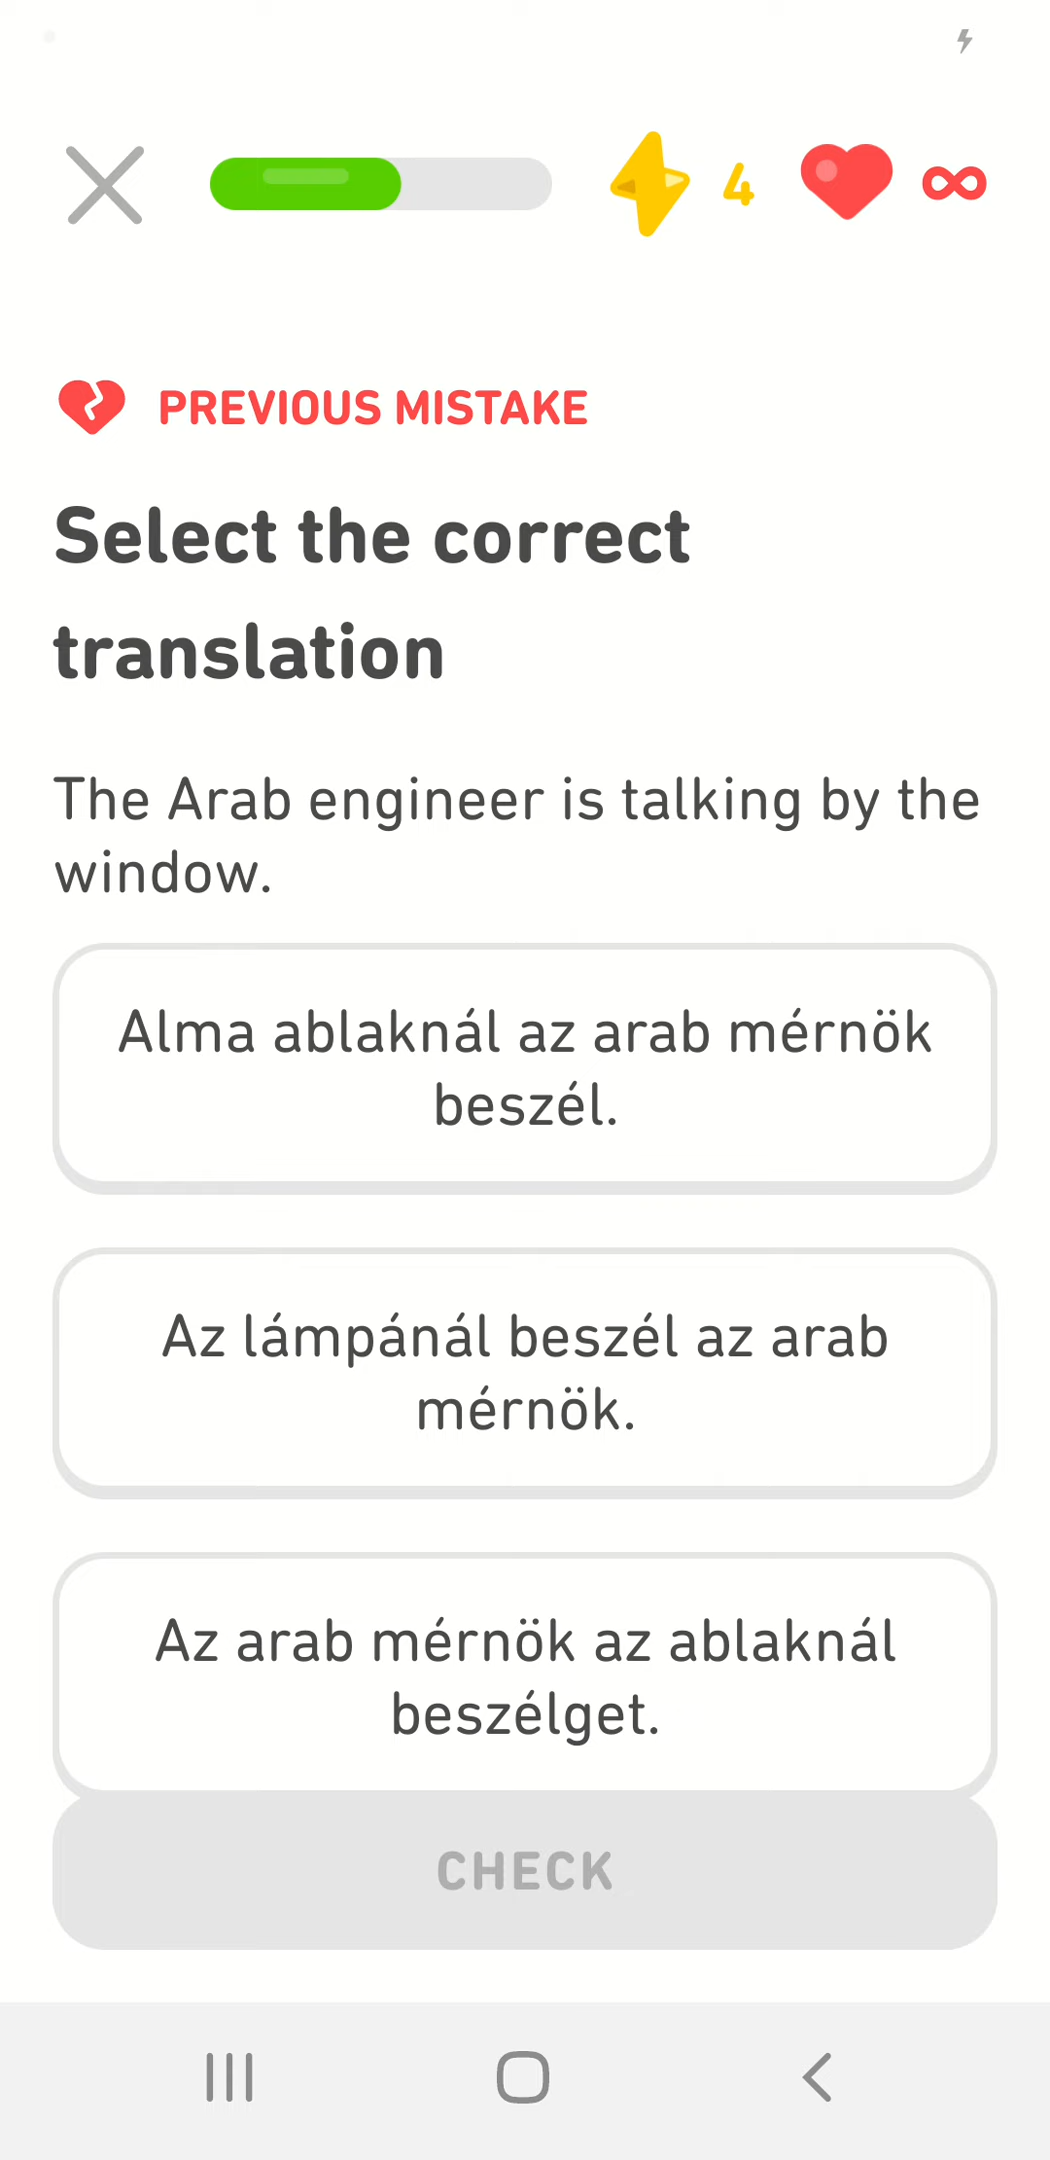 4
∞
PREVIOUS MISTAKE
Select the correct
translation
The Arab engineer is talking by the
window.
Alma ablaknál az arab mérnök
beszél.
Az lámpánál beszél az arab
mérnök.
Az arab mérnök az ablaknál
beszélget.
CHECK